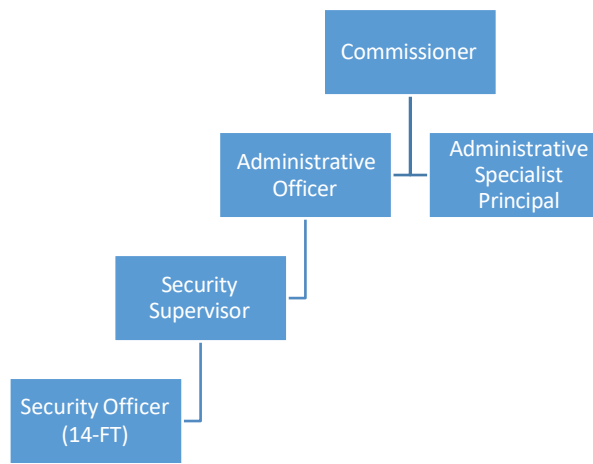 Commissioner
Administrative
Officer
Administrative
Specialist
Principal
Security
Supervisor
Security Officer
(14-FT)